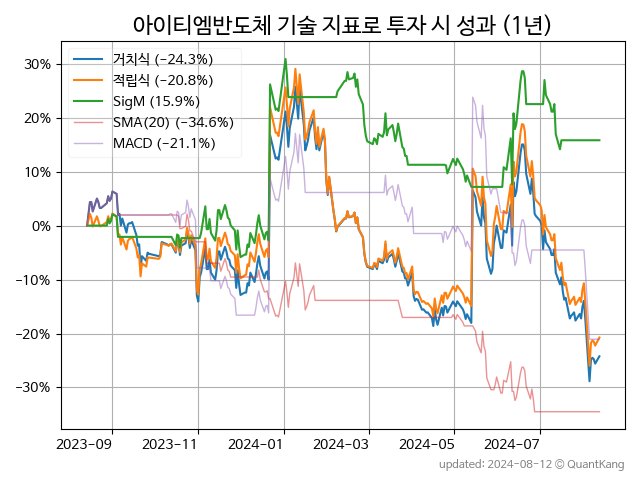 아이티엠반도체 기술 지표로 투자 시 성과 (1년)
거치식 (−24.3%)
적립식 (−20.8%)
SigM (15.9%)
SMA(20) (−34.6%)
MACD (−21.1%)
30%
20%
10%
0%
−10%
−20%
−30%
2023-09 2023-11 2024-01 2024-03 2024-05 2024-07
updated: 2024-08-12 © QuantKang